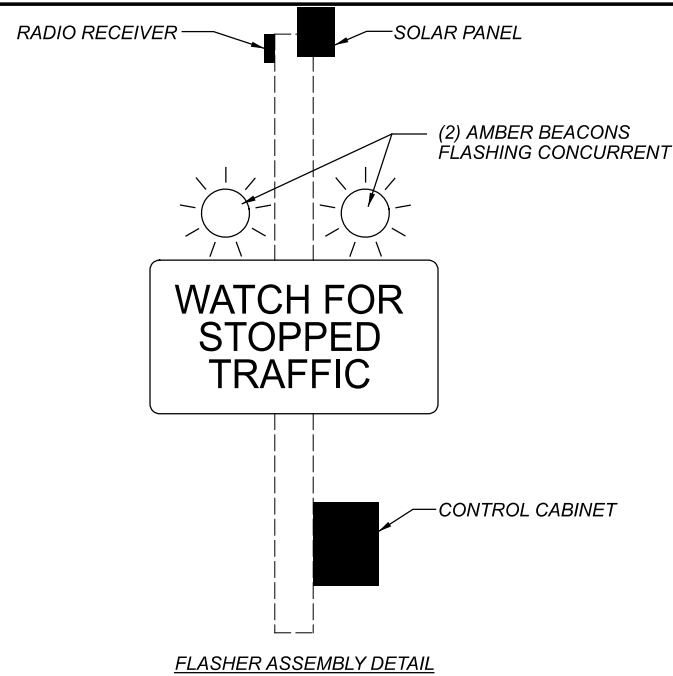 RADIO RECEIVER
SOLAR PANEL
(2) AMBER BEACONS
FLASHING CONCURRENT
WATCH FOR
STOPPED
TRAFFIC
CONTROL CABINET
FLASHER ASSEMBLY DETAIL